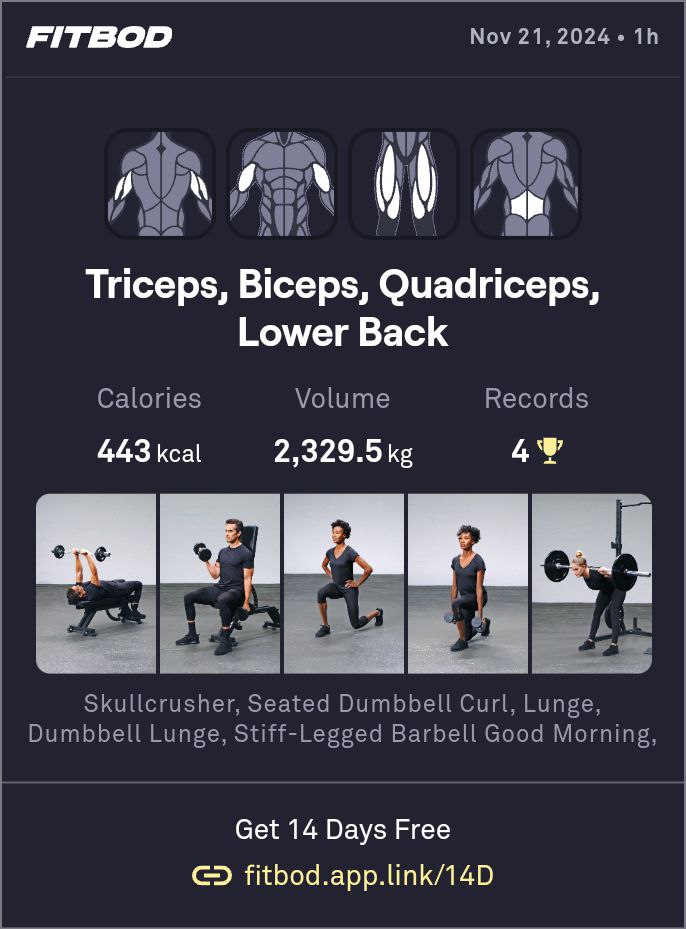 FITBOD
Nov 21, 2024 • 1h
Triceps, Biceps, Quadriceps,
Lower Back
Calories
Volume
Records
443 kcal
2,329.5 kg
4
Skullcrusher, Seated Dumbbell Curl, Lunge,
Dumbbell Lunge, Stiff-Legged Barbell Good Morning,
Get 14 Days Free
fitbod.app.link/14D